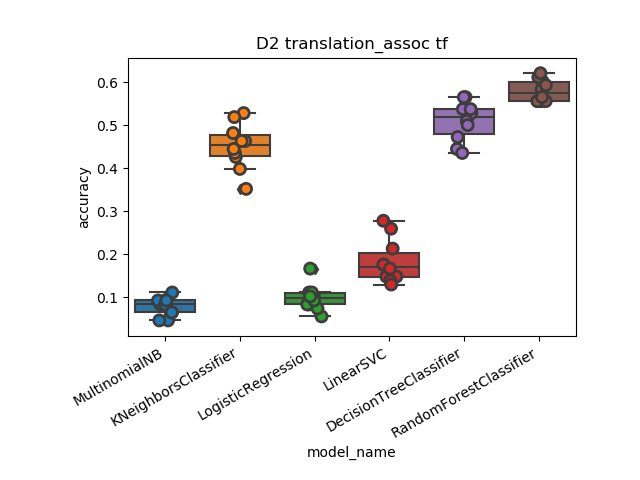 D2 translation_assoc tf
accuracy
0.6
0.5
0.4
0.3
0.2
0.1
MultinomialNB
KNeighborsClassifier
LogisticRegression
LinearSVC
DecisionTreeClassifier
RandomForestClassifier
model_name